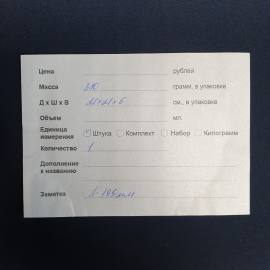 Цена рублей
Масса 310 грамм, в упаковке
Д х Ш х В см., в упаковке
Объем мл.
Единица
измерения Штука Комплект Набор Килограмм
Количество 1
Дополнение
к названию
Заметка